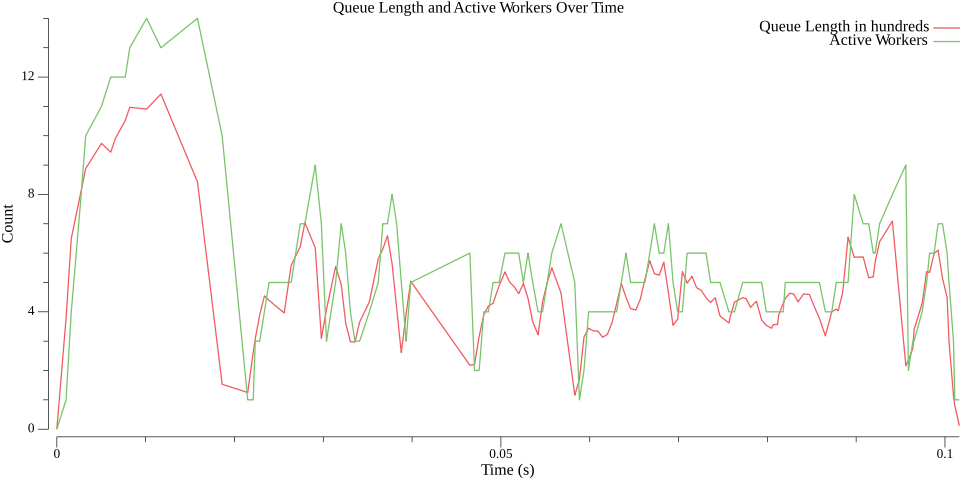 Queue Length and Active Workers Over Time
Queue Length in hundreds
Active Workers
12
8
4
0
Count
0
0.05
0.1
Time (s)